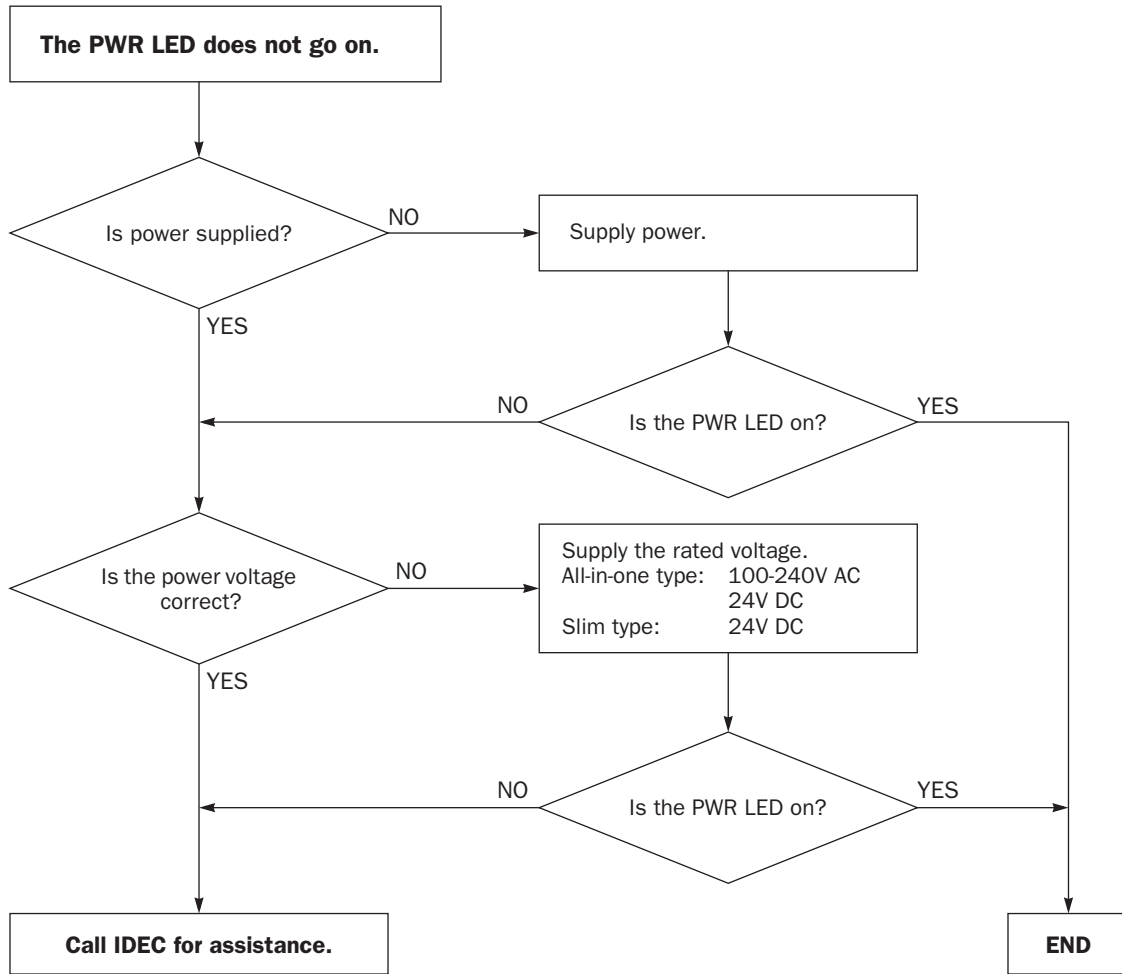 The PWR LED does not go on.
Is power supplied?
NO
Supply power.
YES
NO
Is the PWR LED on?
YES
Is the power voltage
correct?
NO
Supply the rated voltage.
All-in-one type: 100-240V AC
24V DC
Slim type: 24V DC
YES
NO
Is the PWR LED on?
YES
Call IDEC for assistance.
END